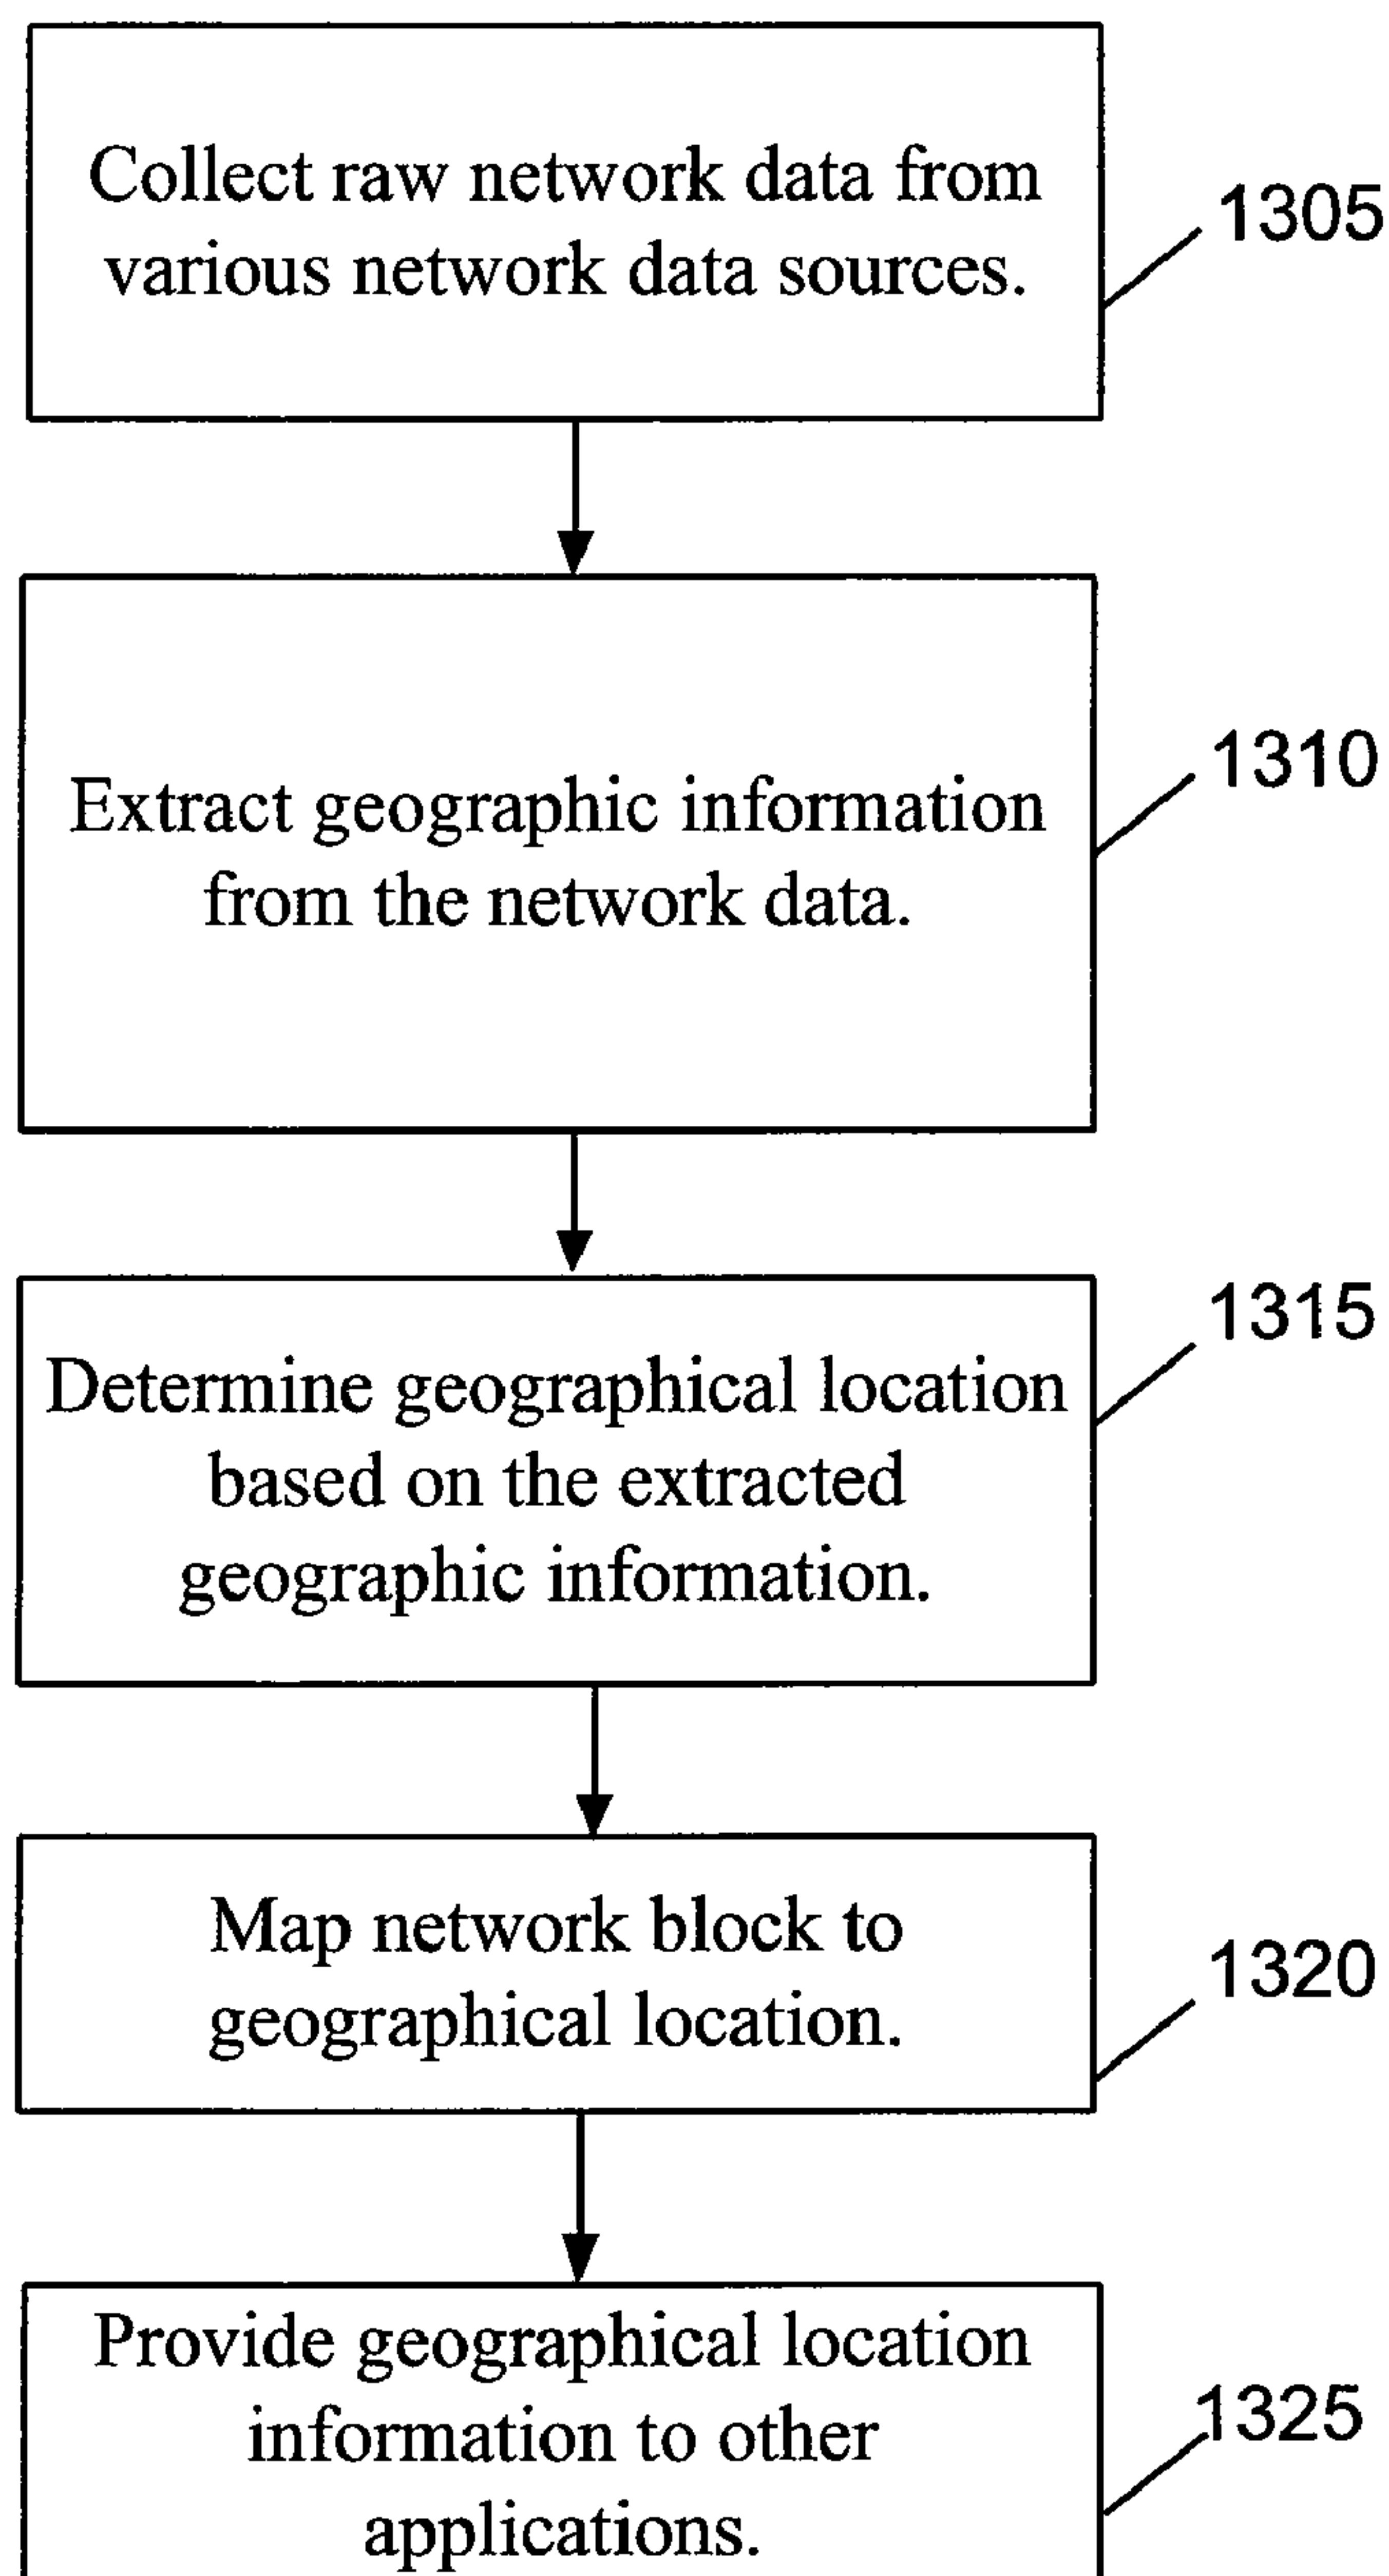 Collect raw network data from
various network data sources.
1305
Extract geographic information
from the network data.
1310
Determine geographical location
based on the extracted
geographic information.
1315
Map network block to
geographical location.
1320
Provide geographical location
information to other
applications.
1325